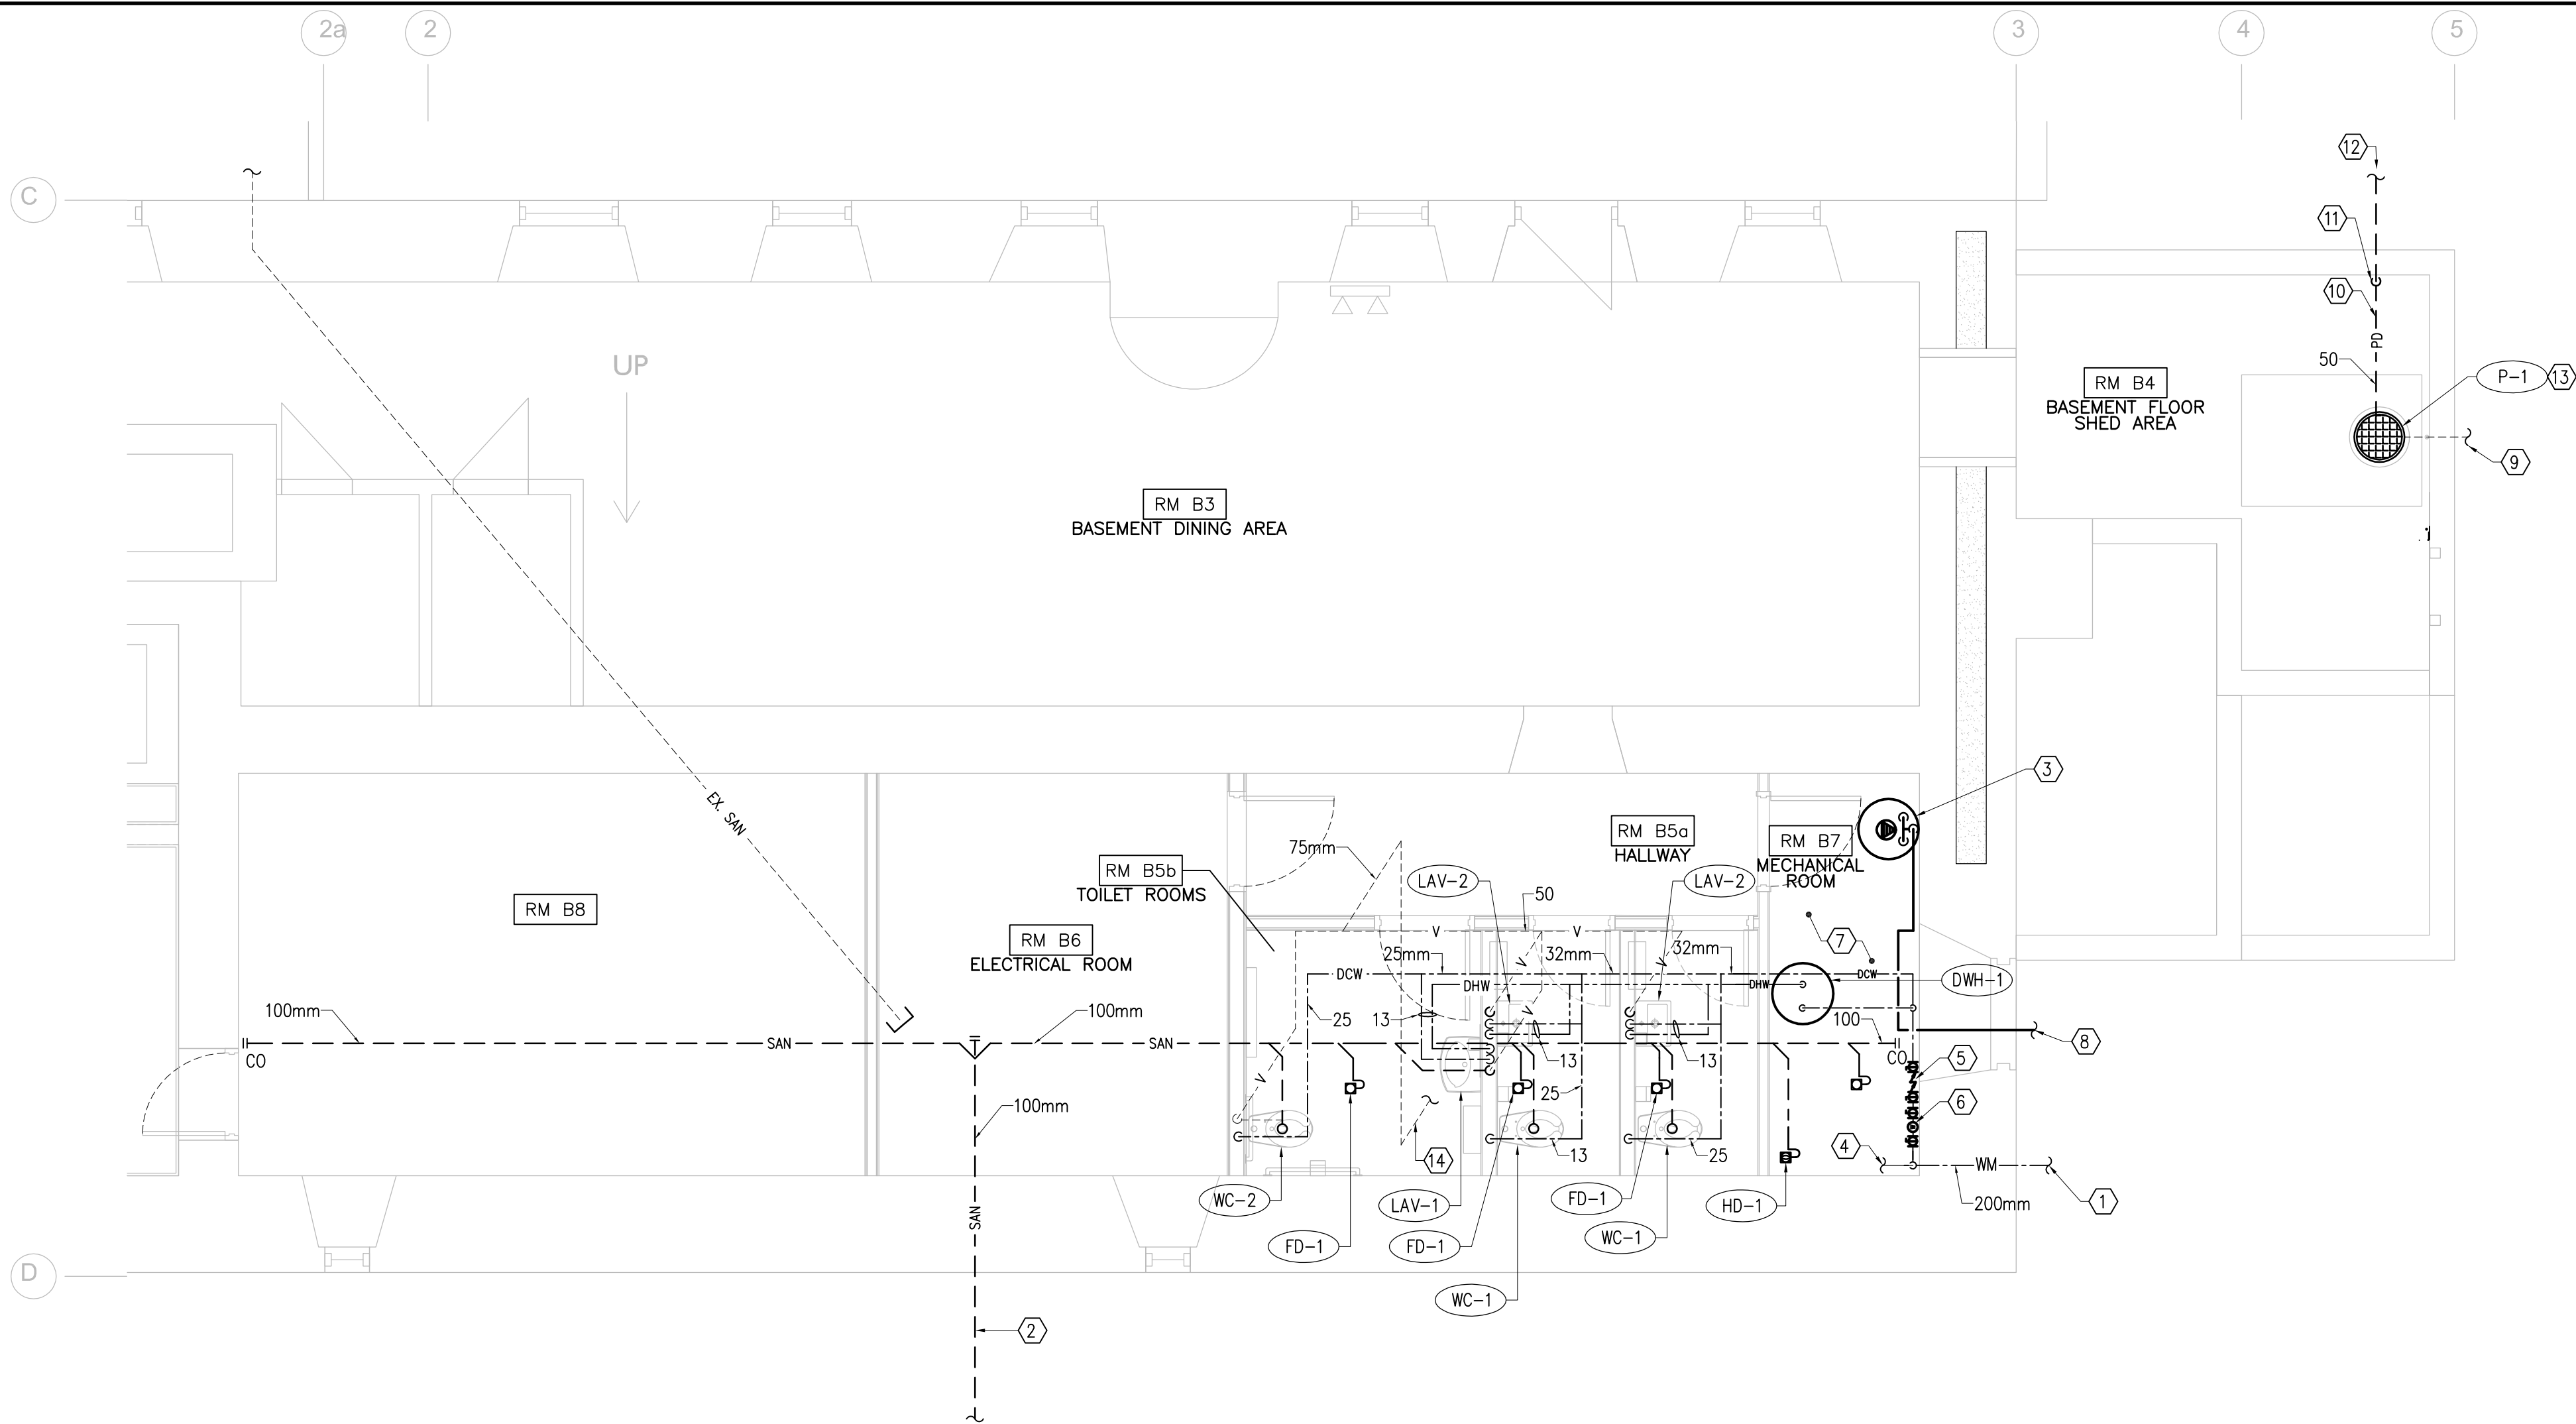 2a
2
3
4
5
C
12
11
10
PD
50
P-1
13
9
RM B4
BASEMENT FLOOR
SHED AREA
UP
RM B3
BASEMENT DINING AREA
EX. SAN
3
75mm
RM B5a
HALLWAY
RM B7
MECHANICAL
ROOM
RM B5b
TOILET ROOMS
LAV-2
50
LAV-2
RM B8
RM B6
ELECTRICAL ROOM
V
V
7
25mm
32mm
32mm
V
V
DCW
DCW
DHW
DHW
DWH-1
V
100mm
100mm
25
13
100
SAN
SAN
8
CO
CO
13
13
5
V
25
100mm
6
4
14
13
25
WM
WC-2
LAV-1
FD-1
HD-1
200mm
1
SAN
FD-1
FD-1
WC-1
D
WC-1
2